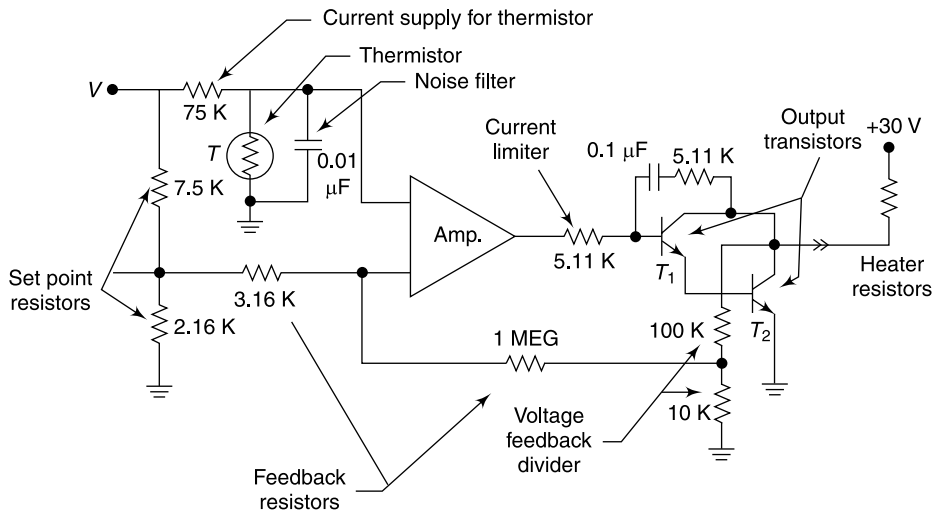 Current supply for thermistor
Thermistor
Noise filter
V
75 K
T
0.01
μF
7.5 K
Current
limiter
0.1 μF
5.11 K
Output
transistors
+30 V
Amp.
5.11 K
T1
Heater
resistors
Set point
resistors
3.16 K
2.16 K
1 MEG
100 K
T2
10 K
Voltage
feedback
divider
Feedback
resistors